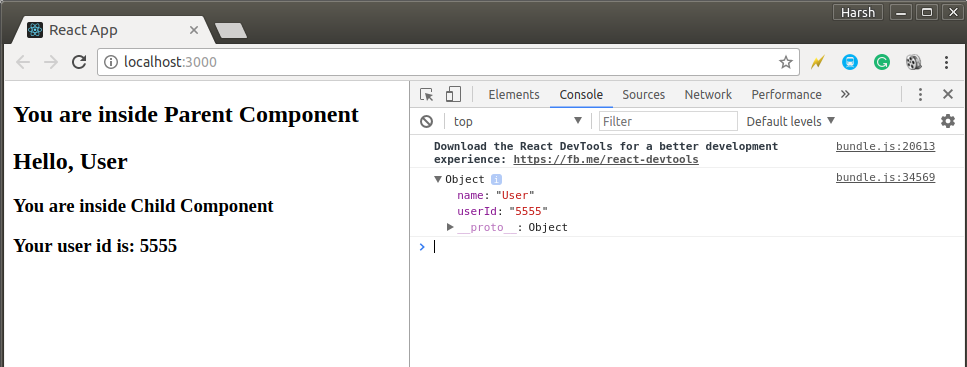 Harsh
React App
localhost:3000
You are inside Parent Component
Hello, User
You are inside Child Component
Your user id is: 5555
Elements Console Sources Network Performance »
top Filter Default levels
Download the React DevTools for a better development bundle.js:20613
experience: https://fb.me/react-devtools
Object i bundle.js:34569
name: "User"
userId: "5555"
__proto__: Object